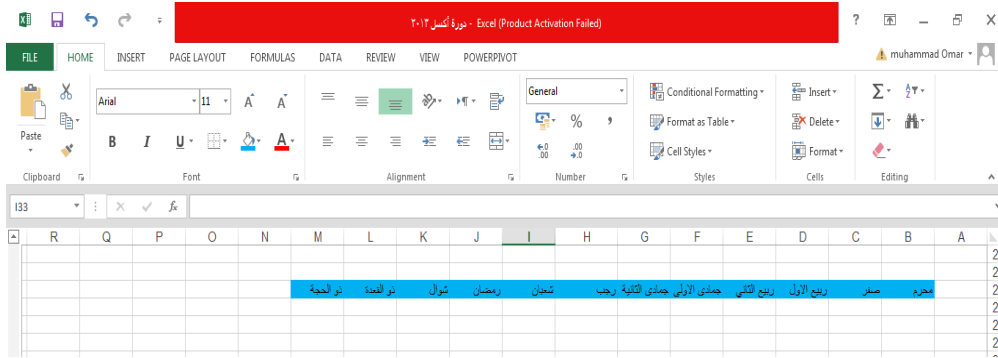 دورة أكسل ٢٠١٣ - Excel (Product Activation Failed)
FILE HOME INSERT PAGE LAYOUT FORMULAS DATA REVIEW VIEW POWERPIVOT muhammad Omar
Arial 11 General Conditional Formatting Insert
Paste Format as Table Delete
B I U A % Cell Styles Format
Clipboard Font Alignment Number Styles Cells Editing
I33 fx
R Q P O N M L K J I H G F E D C B A
محرم صفر ربيع الاول ربيع الثاني جمادى الاولى جمادى الثانية رجب شعبان رمضان شوال ذو القعدة ذو الحجة